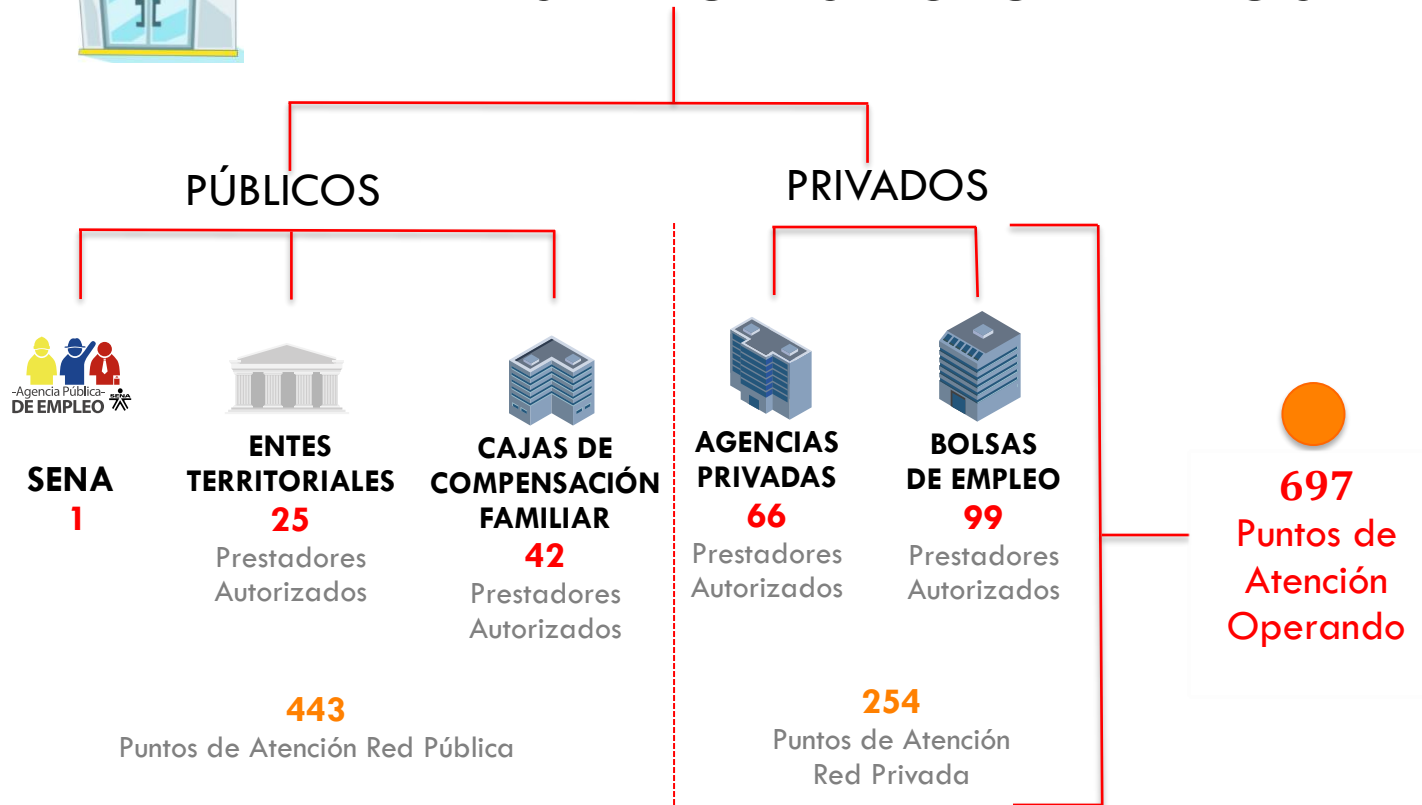 PÚBLICOS
PRIVADOS
-Agencia Pública-
DE EMPLEO
SENA
SENA
1
ENTES
TERRITORIALES
25
Prestadores
Autorizados
CAJAS DE
COMPENSACIÓN
FAMILIAR
42
Prestadores
Autorizados
AGENCIAS
PRIVADAS
66
Prestadores
Autorizados
BOLSAS
DE EMPLEO
99
Prestadores
Autorizados
697
Puntos de
Atención
Operando
443
Puntos de Atención Red Pública
254
Puntos de Atención
Red Privada